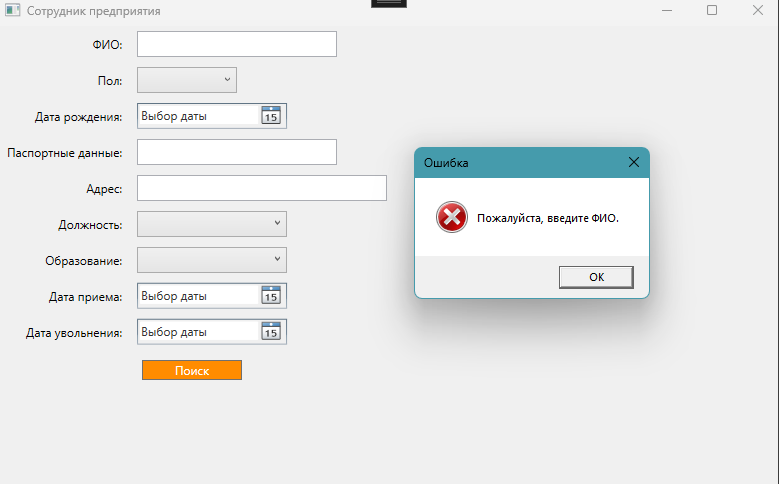 Сотрудник предприятия
ФИО:
Пол:
Дата рождения: Выбор даты 15
Паспортные данные:
Адрес:
Должность:
Образование:
Дата приема: Выбор даты 15
Дата увольнения: Выбор даты 15
Поиск
Ошибка
Пожалуйста, введите ФИО.
ОК